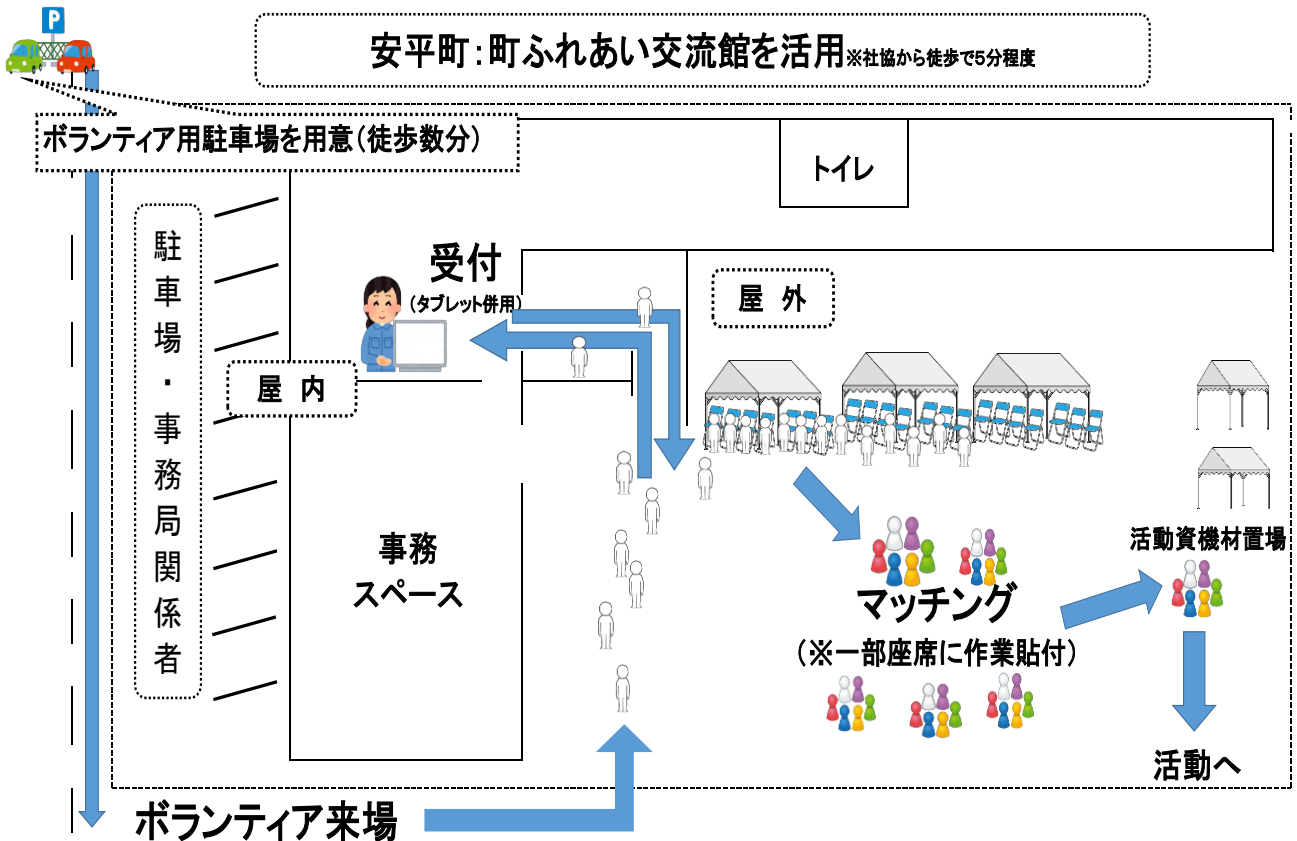 P
安平町：町ふれあい交流館を活用※社協から徒歩で5分程度
ボランティア用駐車場を用意（徒歩数分）
トイレ
駐車場・事務局関係者
受付
（タブレット併用）
屋外
屋内
事務
スペース
活動資機材置場
マッチング
（※一部座席に作業貼付）
活動へ
ボランティア来場